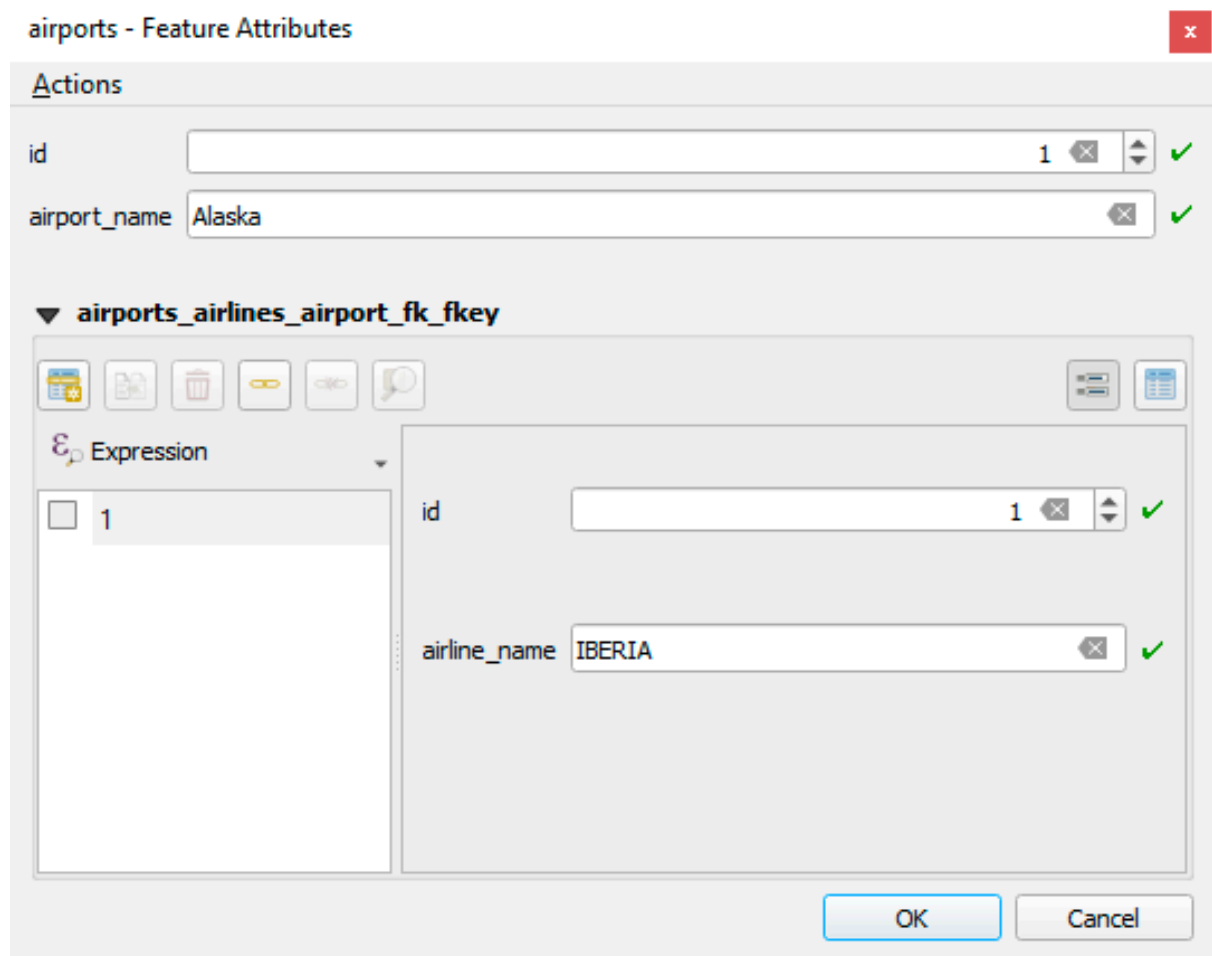 airports - Feature Attributes
x
Actions
id 1
airport_name Alaska
airports_airlines_airport_fk_fkey
ε Expression
1
id 1
airline_name IBERIA
OK Cancel